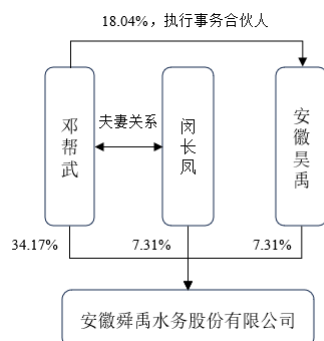 18.04%，执行事务合伙人
邓帮武
夫妻关系
闵长凤
安徽昊禹
34.17%
7.31%
7.31%
安徽舜禹水务股份有限公司